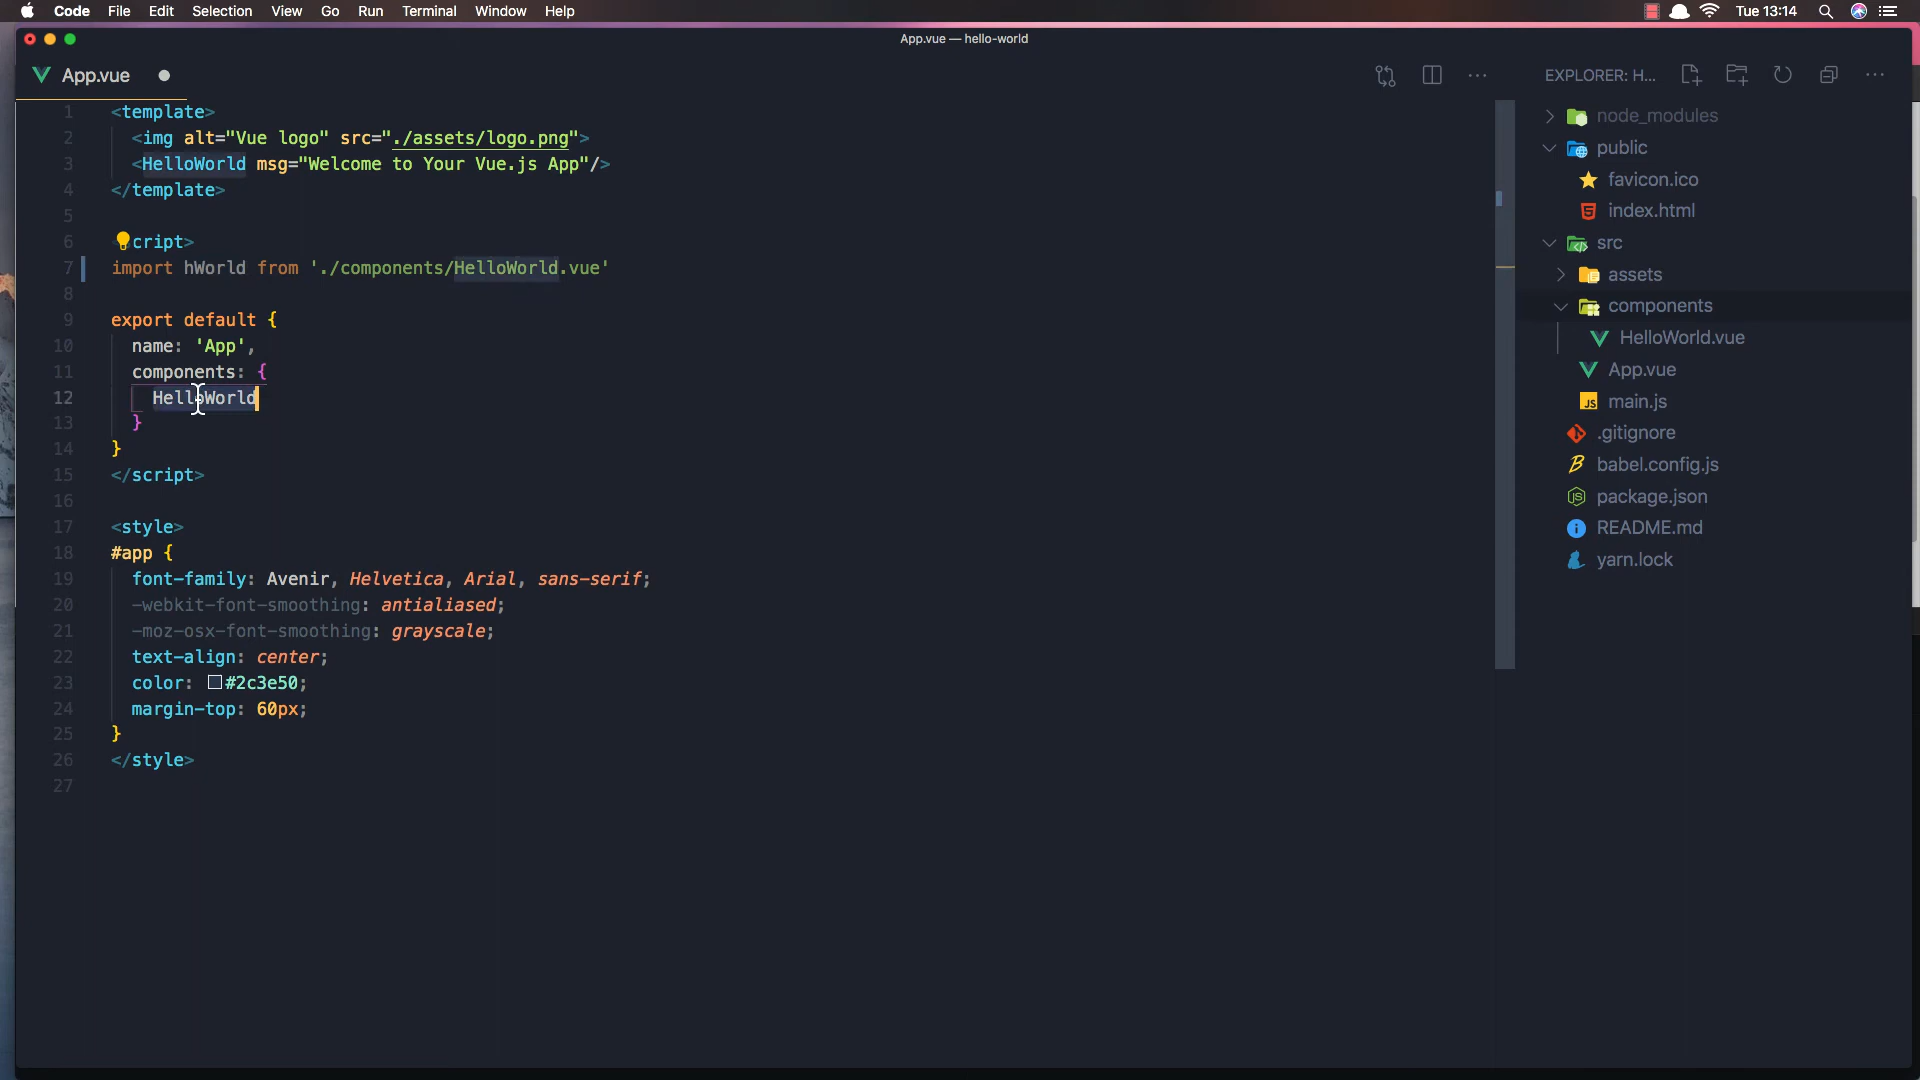 Code File Edit Selection View Go Run Terminal Window Help
Tue 13:14
App.vue — hello-world
App.vue
EXPLORER: H...
1 <template>
2 <img alt="Vue logo" src="./assets/logo.png">
3 <HelloWorld msg="Welcome to Your Vue.js App"/>
4 </template>
5
6 cript>
7 import hWorld from './components/HelloWorld.vue'
8
9 export default {
10 name: 'App',
11 components: {
12 HelloWorld
13 }
14 }
15 </script>
16
17 <style>
18 #app {
19 font-family: Avenir, Helvetica, Arial, sans-serif;
20 -webkit-font-smoothing: antialiased;
21 -moz-osx-font-smoothing: grayscale;
22 text-align: center;
23 color: #2c3e50;
24 margin-top: 60px;
25 }
26 </style>
27
node_modules
public
favicon.ico
index.html
src
assets
components
HelloWorld.vue
App.vue
main.js
.gitignore
babel.config.js
package.json
README.md
yarn.lock